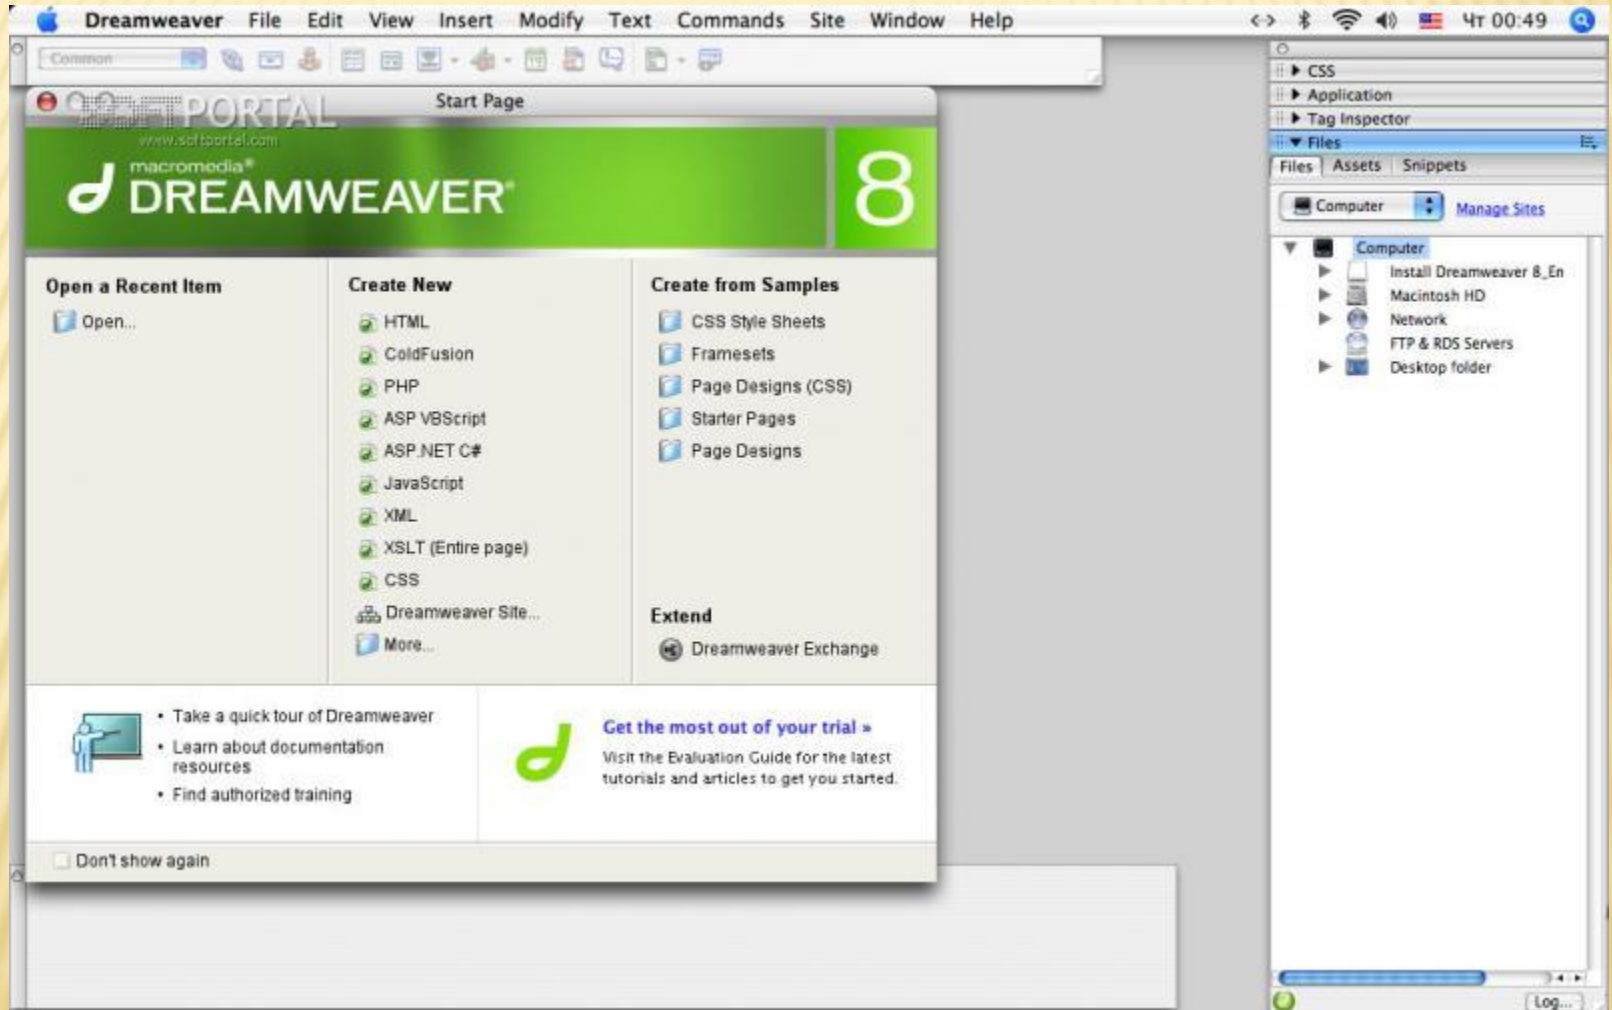 Dreamweaver File Edit View Insert Modify Text Commands Site Window Help Чт 00:49
Common
SOFTPORTAL
www.softportal.com
Start Page
macromedia®
DREAMWEAVER®
8
Open a Recent Item
Open...
Create New
HTML
ColdFusion
PHP
ASP VBScript
ASP.NET C#
JavaScript
XML
XSLT (Entire page)
CSS
Dreamweaver Site...
More...
Create from Samples
CSS Style Sheets
Framesets
Page Designs (CSS)
Starter Pages
Page Designs
Extend
Dreamweaver Exchange
• Take a quick tour of Dreamweaver
• Learn about documentation
resources
• Find authorized training
Get the most out of your trial »
Visit the Evaluation Guide for the latest
tutorials and articles to get you started.
Don't show again
CSS
Application
Tag Inspector
Files
Files Assets Snippets
Computer Manage Sites
Computer
Install Dreamweaver 8_En
Macintosh HD
Network
FTP & RDS Servers
Desktop folder
Log...